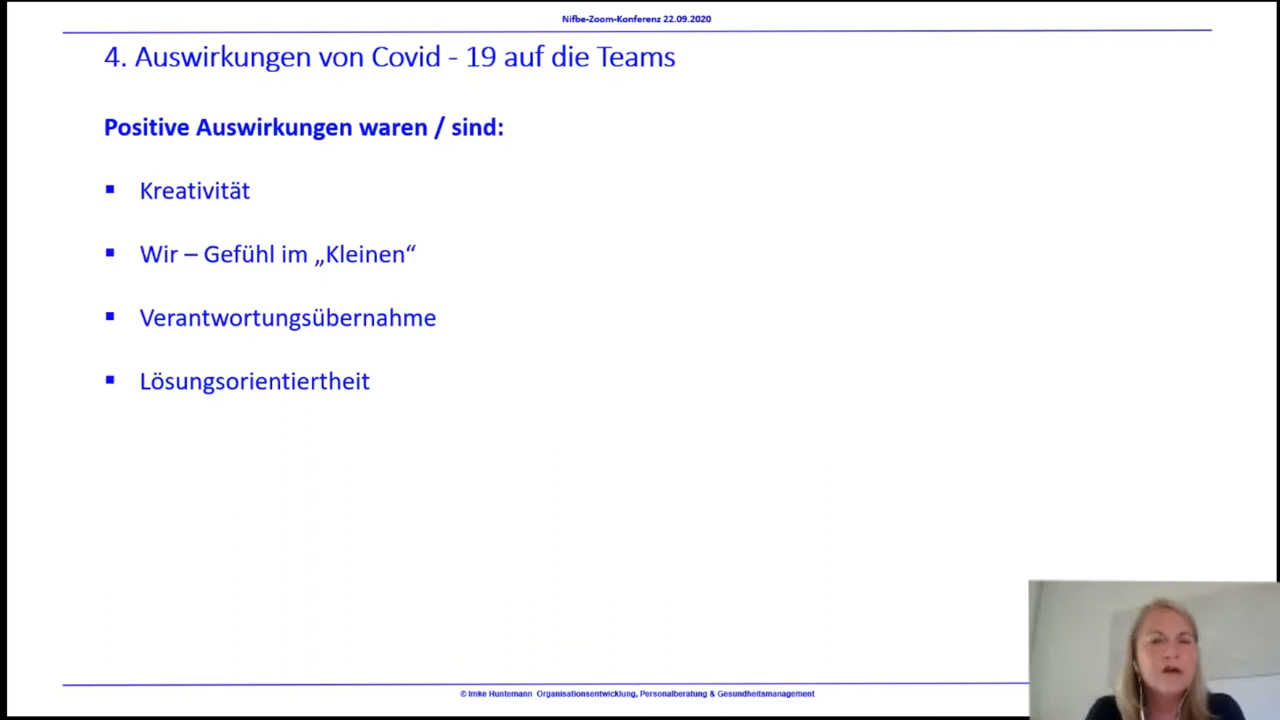 Nifbe-Zoom-Konferenz 22.09.2020
4. Auswirkungen von Covid - 19 auf die Teams
Positive Auswirkungen waren / sind:
▪ Kreativität
▪ Wir – Gefühl im „Kleinen“
▪ Verantwortungsübernahme
▪ Lösungsorientiertheit
© Imke Huntemann Organisationsentwicklung, Personalberatung & Gesundheitsmanagement